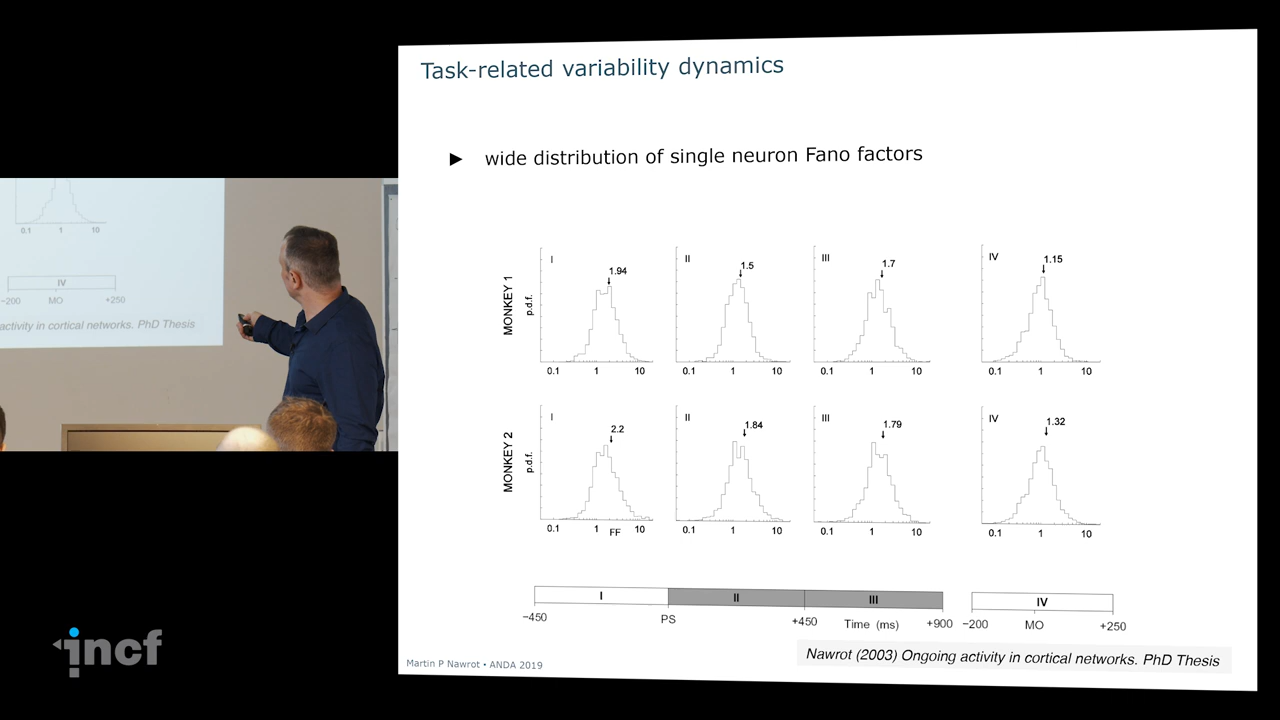 Task-related variability dynamics
► wide distribution of single neuron Fano factors
MONKEY 1
p.d.f.
I
1.94
0.1 1 10
II
1.5
0.1 1 10
III
1.7
0.1 1 10
IV
1.15
0.1 1 10
MONKEY 2
p.d.f.
I
2.2
0.1 1 10
FF
II
1.84
0.1 1 10
III
1.79
0.1 1 10
IV
1.32
0.1 1 10
I II III IV
−450 PS +450 Time (ms) +900 −200 MO +250
Nawrot (2003) Ongoing activity in cortical networks. PhD Thesis
Martin P Nawrot • ANDA 2019
0.1 1 10
IV
−200 MO +250
activity in cortical networks. PhD Thesis
incf